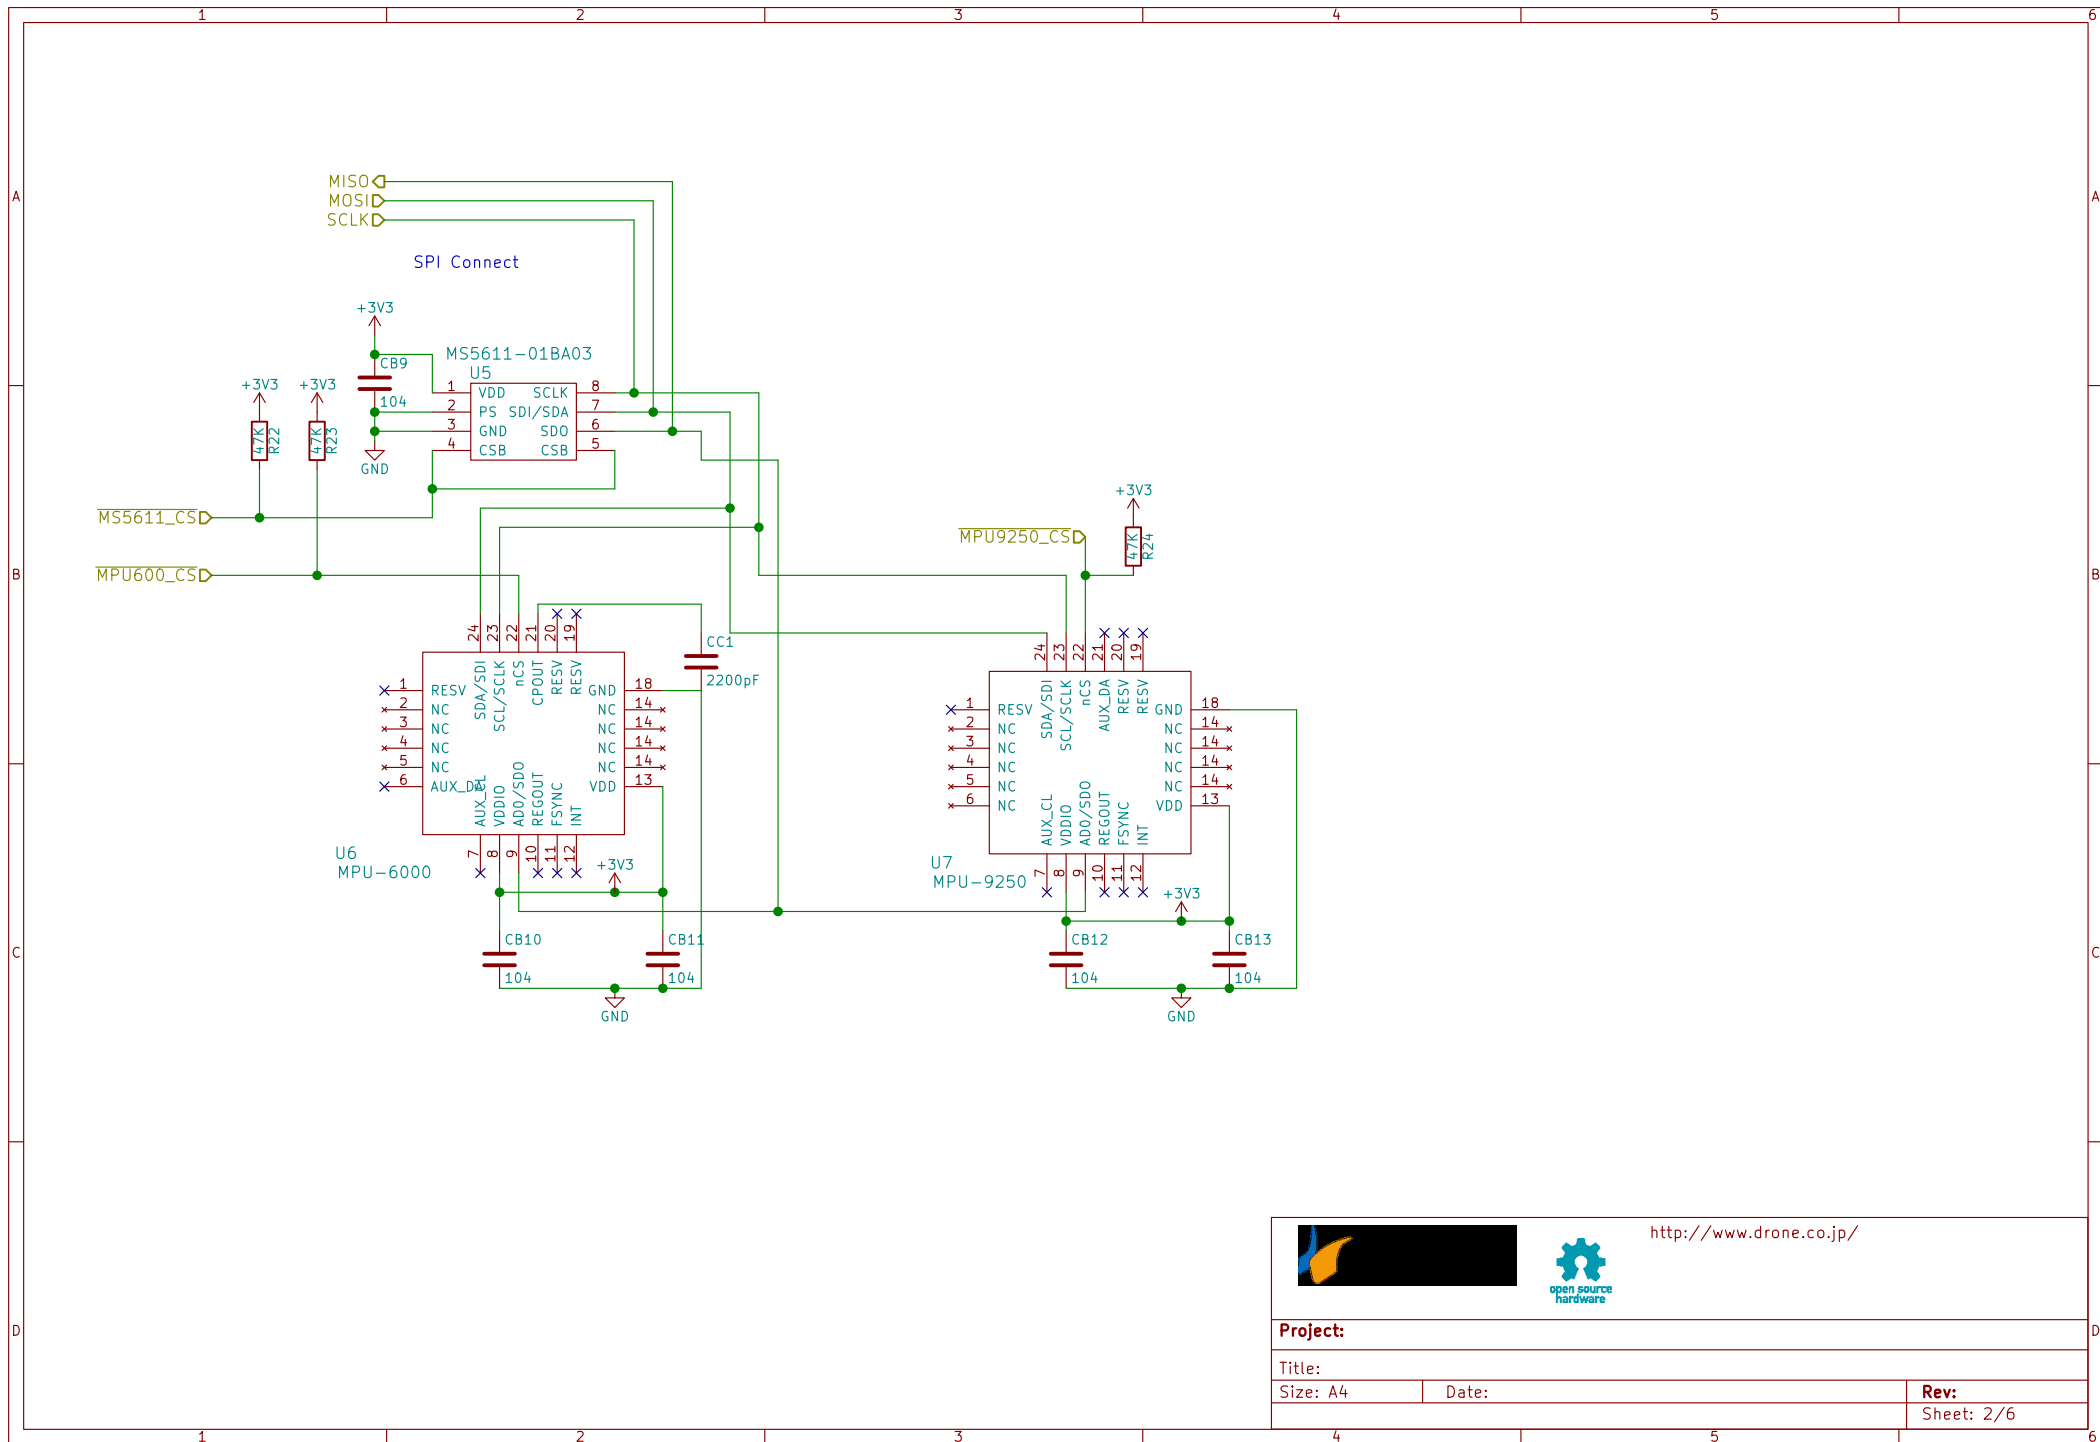 1 2 3 4 5 6
A A
MISO
MOSI
SCLK
SPI Connect
+3V3
MS5611-01BA03
CB9
U5
+3V3 +3V3
104
47K R22
47K R23
1 VDD SCLK 8
2 PS SDI/SDA 7
3 GND SDO 6
4 CSB CSB 5
GND
MS5611_CS
+3V3
MPU9250_CS
47K R24
B B
MPU600_CS
24 23 22 21 20 19
SDA/SDI
SCL/SCLK
nCS
CPOUT
RESV
RESV
CC1
2200pF
1 RESV GND 18
2 NC NC 14
3 NC NC 14
4 NC NC 14
5 NC NC 14
6 AUX_DA VDD 13
AUX_CL
VDDIO
AD0/SDO
REGOUT
FSYNC
INT
7 8 9 10 11 12
U6
MPU-6000
+3V3
CB10
104
CB11
104
GND
24 23 22 21 20 19
SDA/SDI
SCL/SCLK
nCS
AUX_DA
RESV
RESV
1 RESV GND 18
2 NC NC 14
3 NC NC 14
4 NC NC 14
5 NC NC 14
6 NC VDD 13
AUX_CL
VDDIO
AD0/SDO
REGOUT
FSYNC
INT
7 8 9 10 11 12
U7
MPU-9250
+3V3
C C
CB12
104
CB13
104
GND
http://www.drone.co.jp/
open source
hardware
D D
Project:
Title:
Size: A4 Date: Rev:
Sheet: 2/6
1 2 3 4 5 6